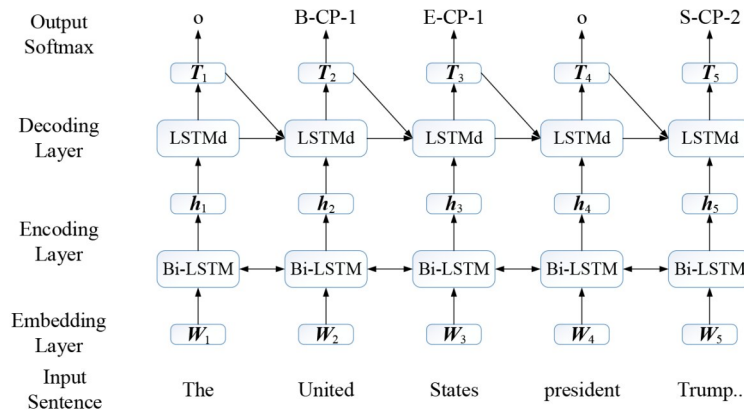 Output o B-CP-1 E-CP-1 o S-CP-2
Softmax
T1 T2 T3 T4 T5
Decoding
Layer
LSTMd LSTMd LSTMd LSTMd LSTMd
h1 h2 h3 h4 h5
Encoding
Layer
Bi-LSTM Bi-LSTM Bi-LSTM Bi-LSTM Bi-LSTM
Embedding
Layer
W1 W2 W3 W4 W5
Input
Sentence
The United States president Trump..